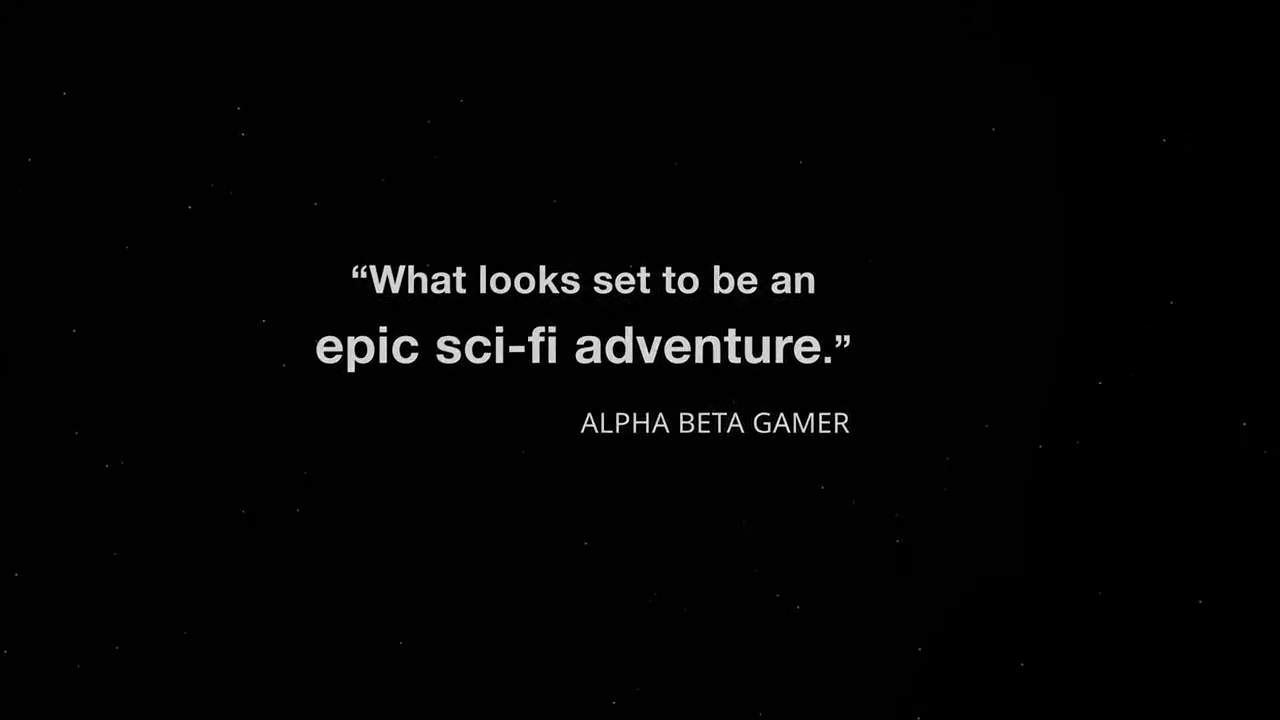 “What looks set to be an
epic sci-fi adventure.”
ALPHA BETA GAMER